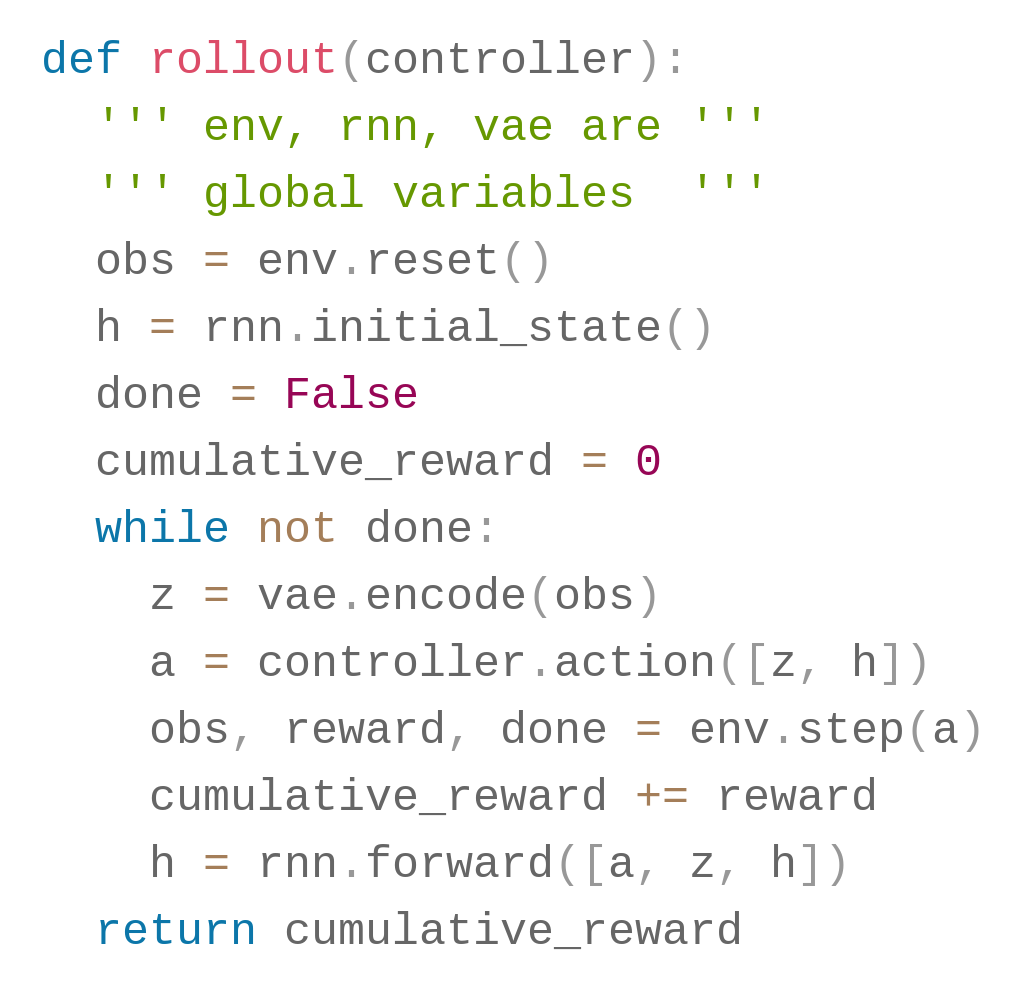 def rollout(controller):
  ''' env, rnn, vae are '''
  ''' global variables  '''
  obs = env.reset()
  h = rnn.initial_state()
  done = False
  cumulative_reward = 0
  while not done:
    z = vae.encode(obs)
    a = controller.action([z, h])
    obs, reward, done = env.step(a)
    cumulative_reward += reward
    h = rnn.forward([a, z, h])
  return cumulative_reward